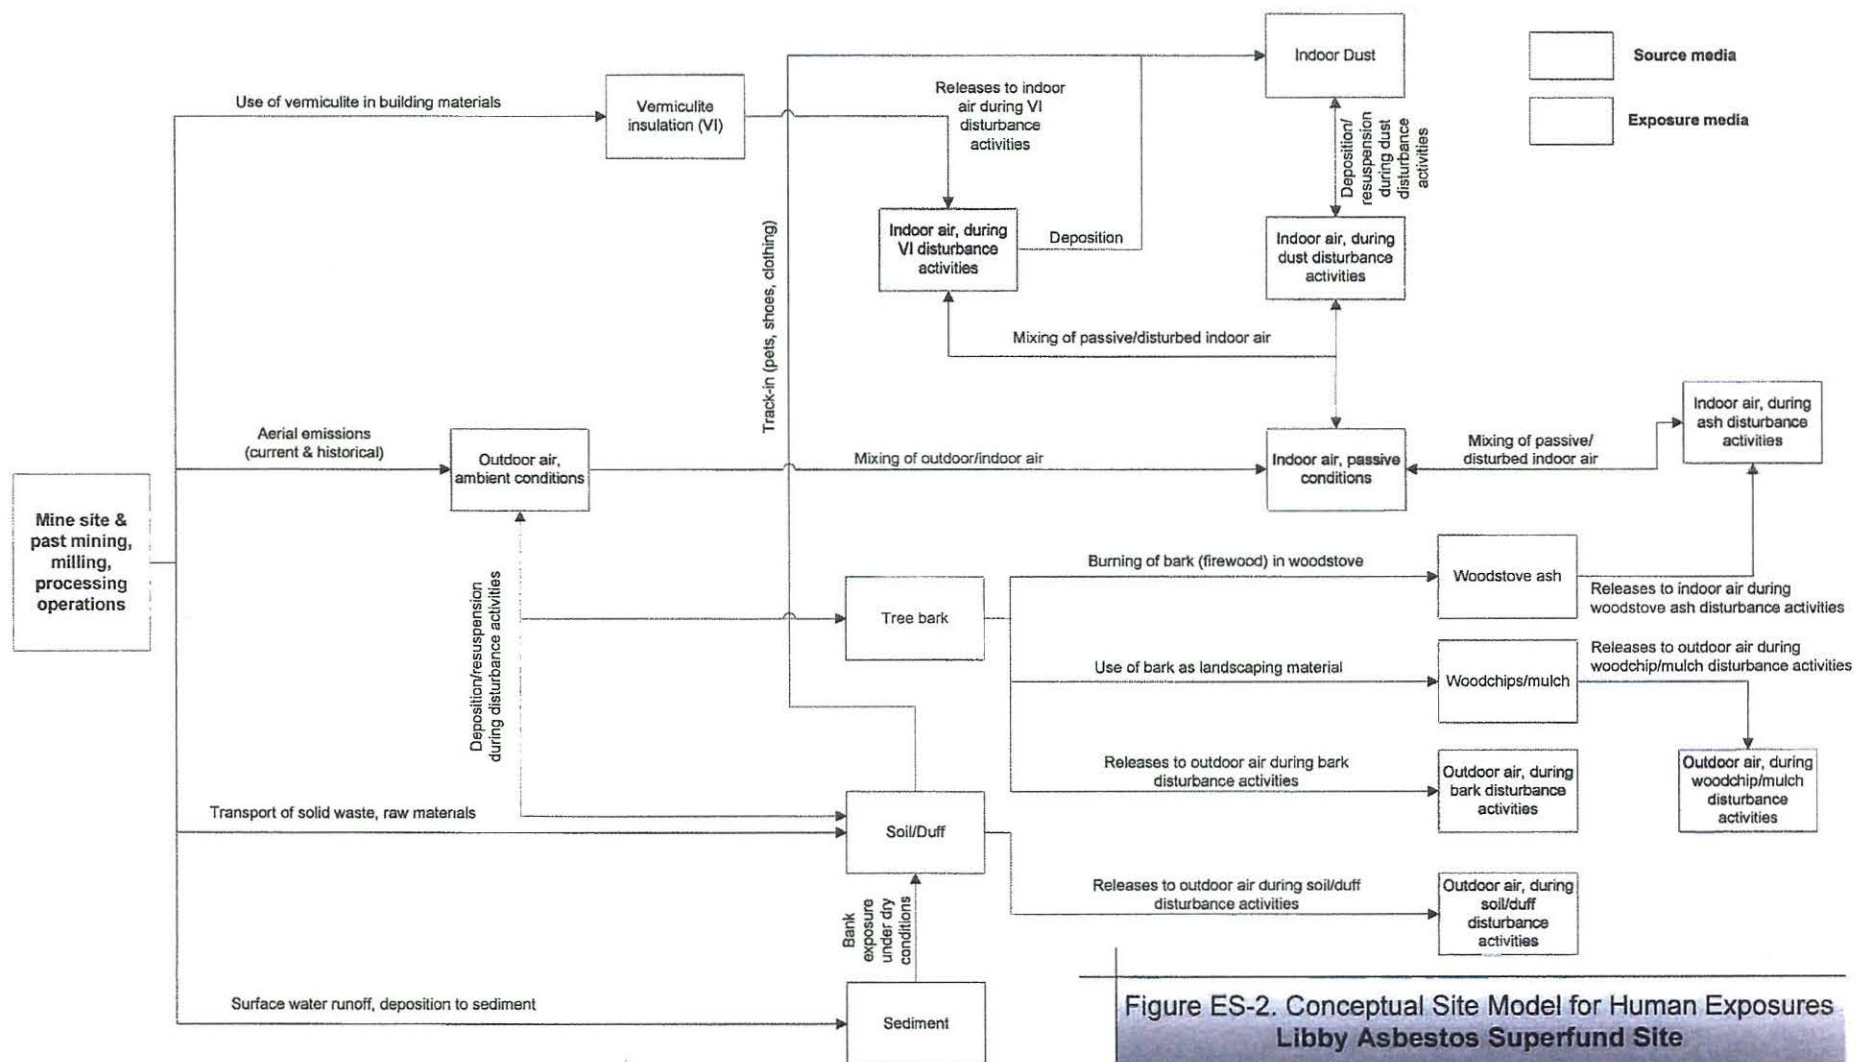 Indoor Dust
Source media
Exposure media
Use of vermiculite in building materials
Vermiculite
insulation (VI)
Releases to indoor
air during VI
disturbance
activities
Deposition/
resuspension
during dust
disturbance
activities
Indoor air, during
VI disturbance
activities
Deposition
Indoor air, during
dust disturbance
activities
Track-in (pets, shoes, clothing)
Mixing of passive/disturbed indoor air
Aerial emissions
(current & historical)
Outdoor air,
ambient conditions
Mixing of outdoor/indoor air
Indoor air, passive
conditions
Mixing of passive/
disturbed indoor air
Indoor air, during
ash disturbance
activities
Mine site &
past mining,
milling,
processing
operations
Deposition/resuspension
during disturbance activities
Tree bark
Burning of bark (firewood) in woodstove
Woodstove ash
Releases to indoor air during
woodstove ash disturbance activities
Use of bark as landscaping material
Woodchips/mulch
Releases to outdoor air during
woodchip/mulch disturbance activities
Releases to outdoor air during bark
disturbance activities
Outdoor air, during
bark disturbance
activities
Outdoor air, during
woodchip/mulch
disturbance
activities
Transport of solid waste, raw materials
Soil/Duff
Releases to outdoor air during soil/duff
disturbance activities
Outdoor air, during
soil/duff
disturbance
activities
Bank
exposure
under dry
conditions
Surface water runoff, deposition to sediment
Sediment
Figure ES-2. Conceptual Site Model for Human Exposures
Libby Asbestos Superfund Site